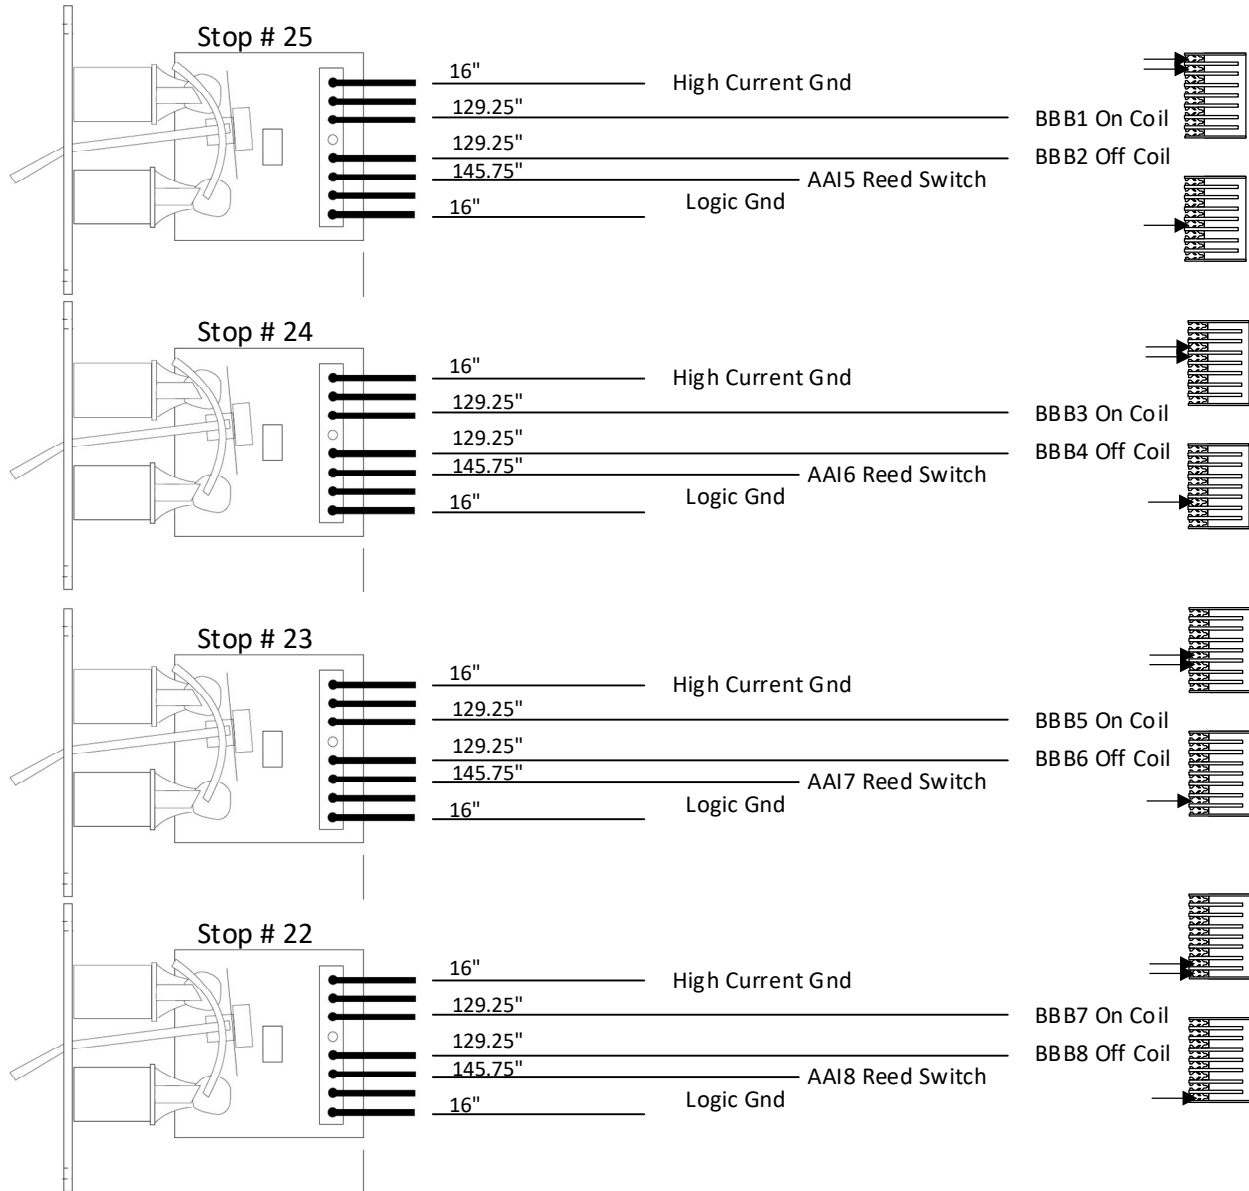 Stop # 25
16"
High Current Gnd
129.25"
BBB1 On Coil
129.25"
BBB2 Off Coil
145.75"
AAI5 Reed Switch
Logic Gnd
16"
Stop # 24
16"
High Current Gnd
129.25"
BBB3 On Coil
129.25"
BBB4 Off Coil
145.75"
AAI6 Reed Switch
Logic Gnd
16"
Stop # 23
16"
High Current Gnd
129.25"
BBB5 On Coil
129.25"
BBB6 Off Coil
145.75"
AAI7 Reed Switch
Logic Gnd
16"
Stop # 22
16"
High Current Gnd
129.25"
BBB7 On Coil
129.25"
BBB8 Off Coil
145.75"
AAI8 Reed Switch
Logic Gnd
16"